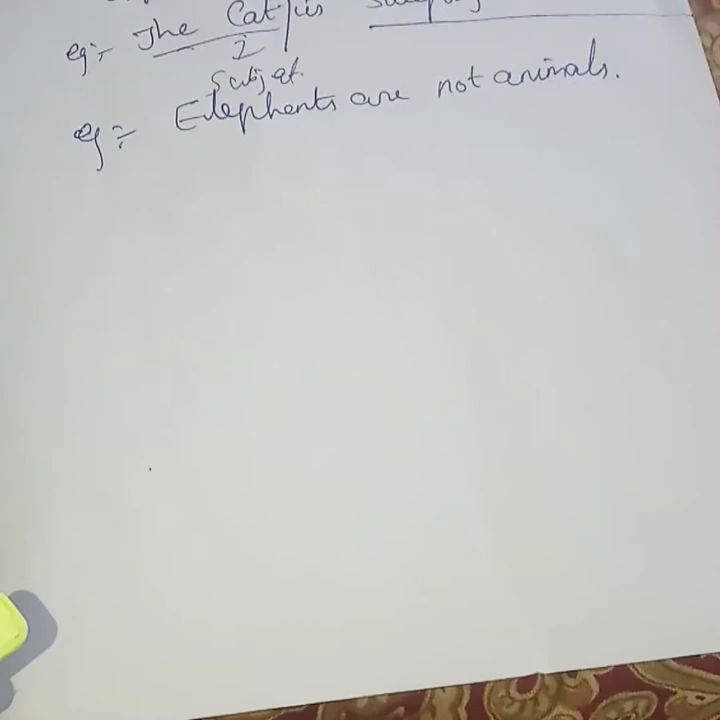 eg:- The Cat is
Subject.
eg:- Elephants are not animals.